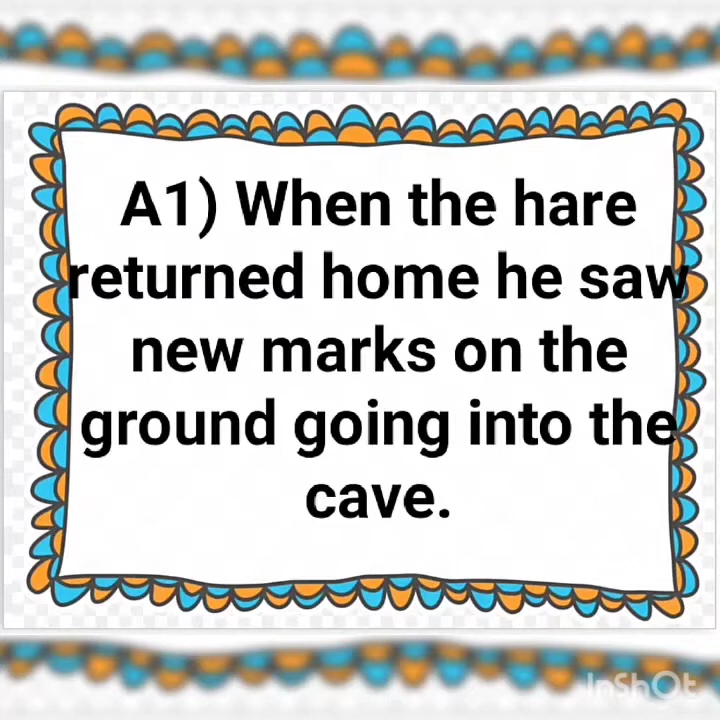 A1) When the hare
returned home he saw
new marks on the
ground going into the
cave.
InShOt